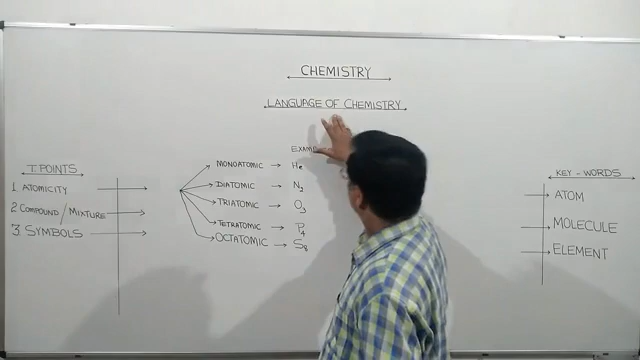 CHEMISTRY
LANGUAGE OF CHEMISTRY
T. POINTS
1. ATOMICITY
2. COMPOUND / MIXTURE
3. SYMBOLS
MONOATOMIC → He
DIATOMIC → N2
TRIATOMIC → O3
TETRATOMIC → P4
OCTATOMIC → S8
KEY - WORDS
ATOM
MOLECULE
ELEMENT